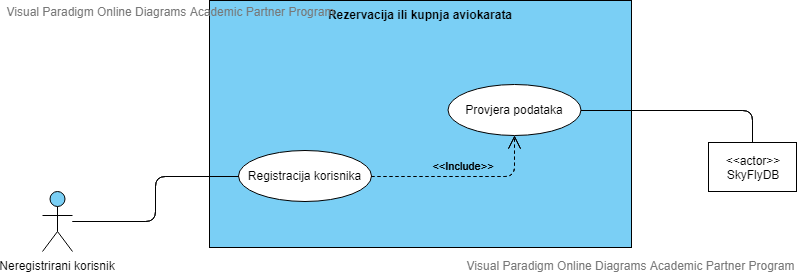 Visual Paradigm Online Diagrams Academic Partner Program
Rezervacija ili kupnja aviokarata
Provjera podataka
<<Include>>
<<actor>>
SkyFlyDB
Registracija korisnika
Neregistrirani korisnik
Visual Paradigm Online Diagrams Academic Partner Program